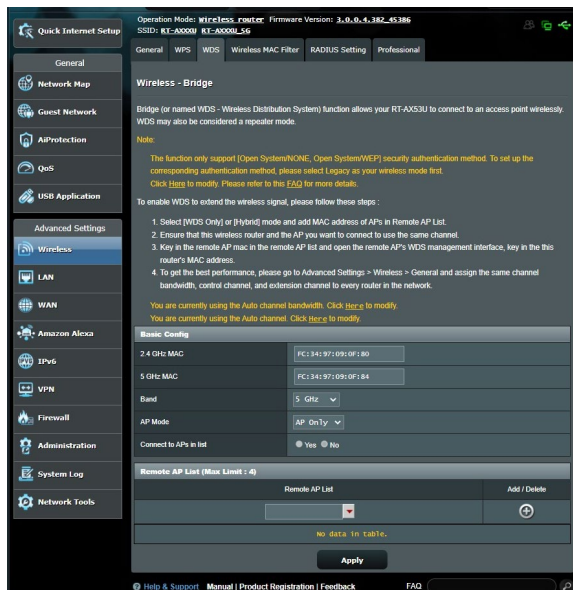 Quick Internet Setup
General
Network Map
Guest Network
AiProtection
QoS
USB Application
Advanced Settings
Wireless
LAN
WAN
Amazon Alexa
IPv6
VPN
Firewall
Administration
System Log
Network Tools
Operation Mode: Wireless router Firmware Version: 3.0.0.4.382_45386
SSID: RT-AXXXU RT-AXXXU_5G
General WPS WDS Wireless MAC Filter RADIUS Setting Professional
Wireless - Bridge
Bridge (or named WDS - Wireless Distribution System) function allows your RT-AX53U to connect to an access point wirelessly.
WDS may also be considered a repeater mode.
Note:
The function only support [Open System/NONE, Open System/WEP] security authentication method. To set up the
corresponding authentication method, please select Legacy as your wireless mode first.
Click Here to modify. Please refer to this FAQ for more details.
To enable WDS to extend the wireless signal, please follow these steps :
1. Select [WDS Only] or [Hybrid] mode and add MAC address of APs in Remote AP List.
2. Ensure that this wireless router and the AP you want to connect to use the same channel.
3. Key in the remote AP mac in the remote AP list and open the remote AP's WDS management interface, key in the this
router's MAC address.
4. To get the best performance, please go to Advanced Settings > Wireless > General and assign the same channel
bandwidth, control channel, and extension channel to every router in the network.
You are currently using the Auto channel bandwidth. Click Here to modify.
You are currently using the Auto channel. Click Here to modify.
Basic Config
2.4 GHz MAC FC:34:97:09:0F:80
5 GHz MAC FC:34:97:09:0F:84
Band 5 GHz
AP Mode AP Only
Connect to APs in list Yes No
Remote AP List (Max Limit : 4)
Remote AP List Add / Delete
No data in table.
Apply
Help & Support Manual | Product Registration | Feedback FAQ